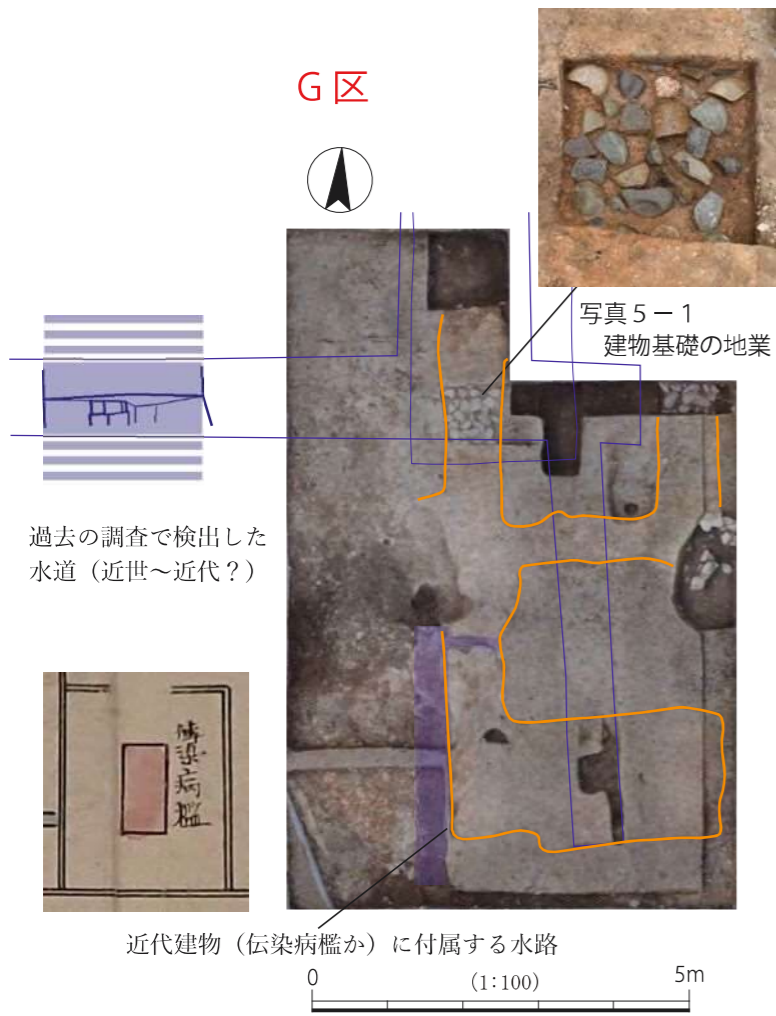 G 区
写真５－１
建物基礎の地業
過去の調査で検出した
水道（近世～近代？）
傳染病檻
近代建物（伝染病檻か）に付属する水路
0
(1:100)
5m